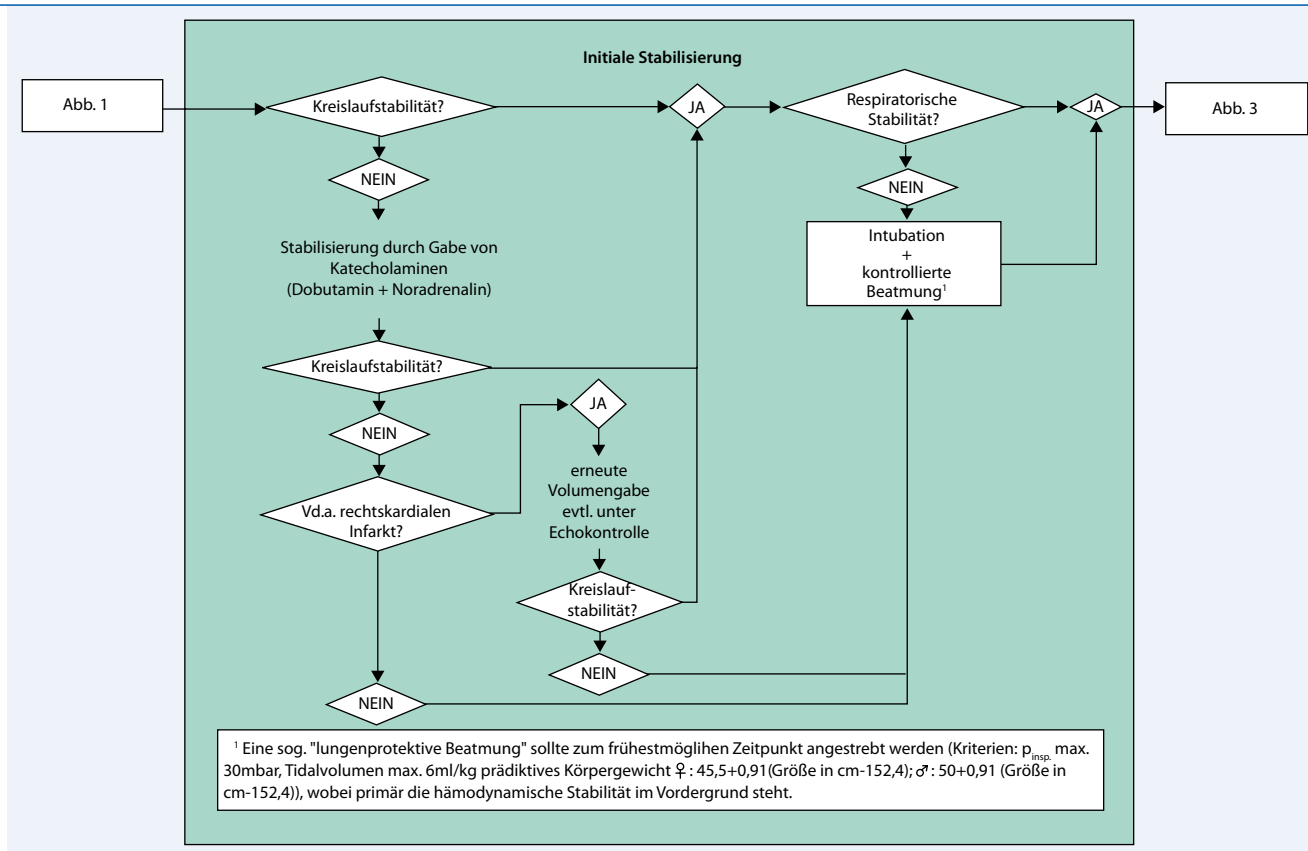 Initiale Stabilisierung
Abb. 1
Kreislaufstabilität?
JA
Respiratorische
Stabilität?
JA
Abb. 3
NEIN
NEIN
Stabilisierung durch Gabe von
Katecholaminen
(Dobutamin + Noradrenalin)
Intubation
+
kontrollierte
Beatmung¹
Kreislaufstabilität?
NEIN
JA
Vd.a. rechtskardialen
Infarkt?
erneute
Volumengabe
evtl. unter
Echokontrolle
Kreislauf-
stabilität?
NEIN
NEIN
¹ Eine sog. "lungenprotektive Beatmung" sollte zum frühestmöglihen Zeitpunkt angestrebt werden (Kriterien: p insp. max.
30mbar, Tidalvolumen max. 6ml/kg prädiktives Körpergewicht ♀ : 45,5+0,91(Größe in cm-152,4); ♂ : 50+0,91 (Größe in
cm-152,4)), wobei primär die hämodynamische Stabilität im Vordergrund steht.